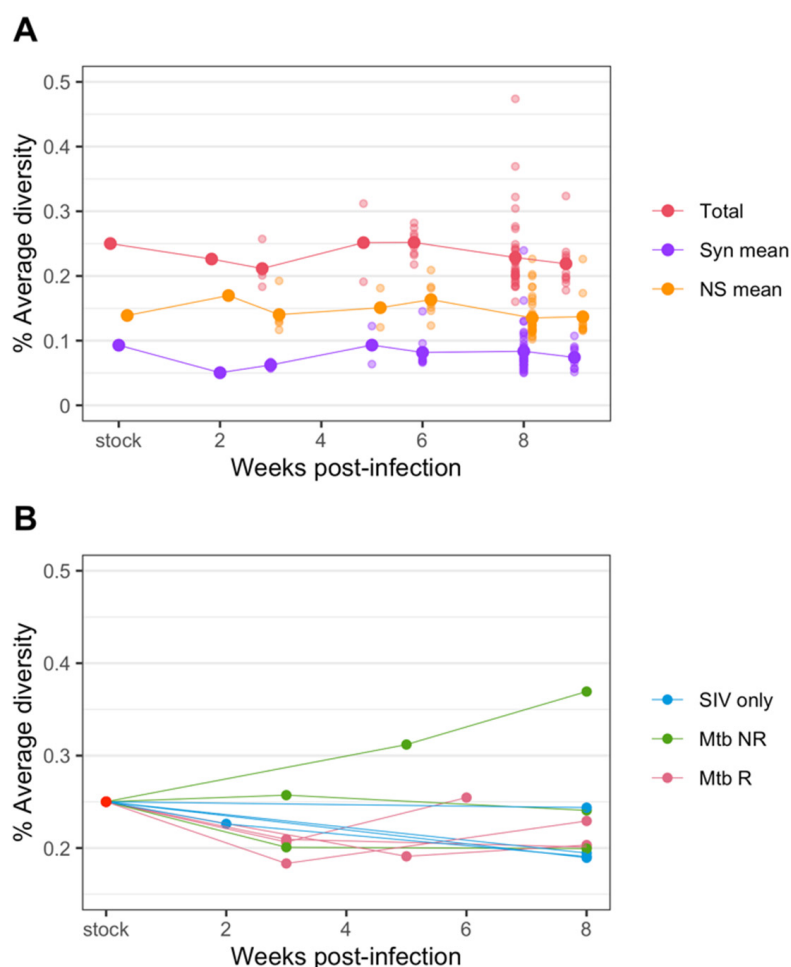 A
0.5
0.4
0.3
0.2
0.1
0
% Average diversity
stock 2 4 6 8
Weeks post-infection
Total
Syn mean
NS mean
B
0.5
0.4
0.3
0.2
% Average diversity
stock 2 4 6 8
Weeks post-infection
SIV only
Mtb NR
Mtb R